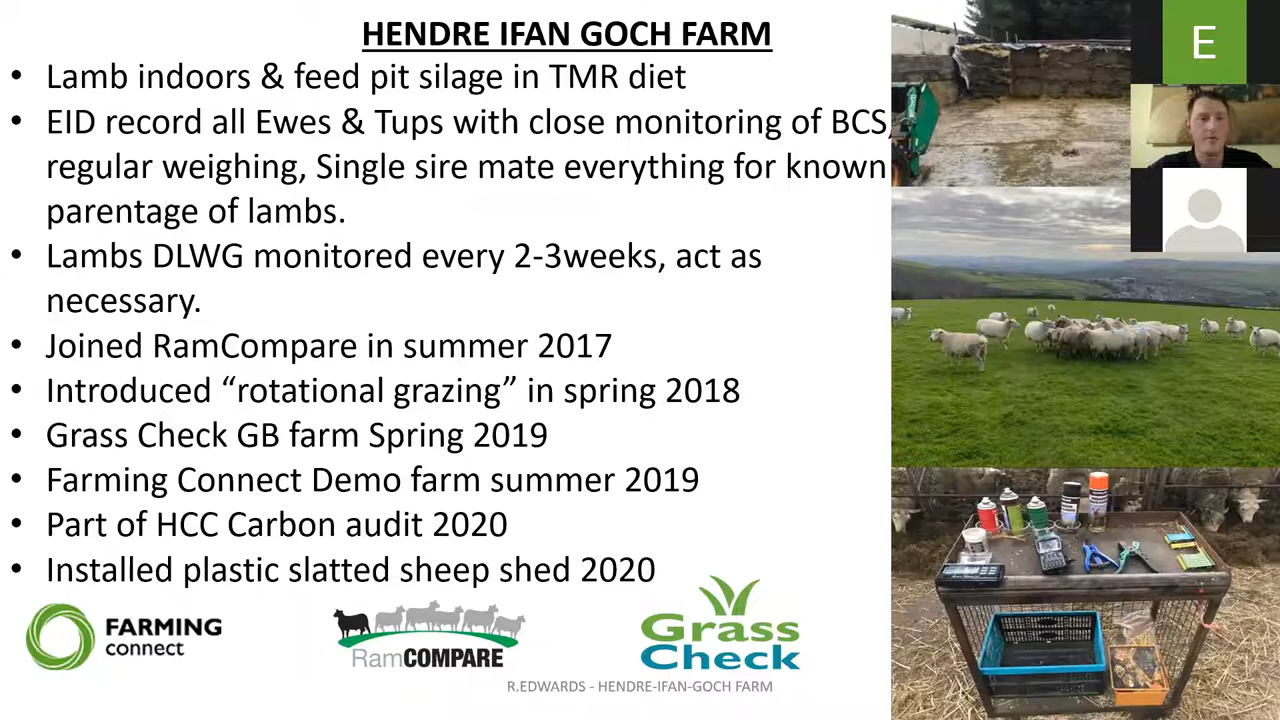 HENDRE IFAN GOCH FARM
• Lamb indoors & feed pit silage in TMR diet
• EID record all Ewes & Tups with close monitoring of BCS,
regular weighing, Single sire mate everything for known
parentage of lambs.
• Lambs DLWG monitored every 2-3weeks, act as
necessary.
• Joined RamCompare in summer 2017
• Introduced “rotational grazing” in spring 2018
• Grass Check GB farm Spring 2019
• Farming Connect Demo farm summer 2019
• Part of HCC Carbon audit 2020
• Installed plastic slatted sheep shed 2020
FARMING
connect
RamCOMPARE
Grass
Check
R.EDWARDS - HENDRE-IFAN-GOCH FARM
E